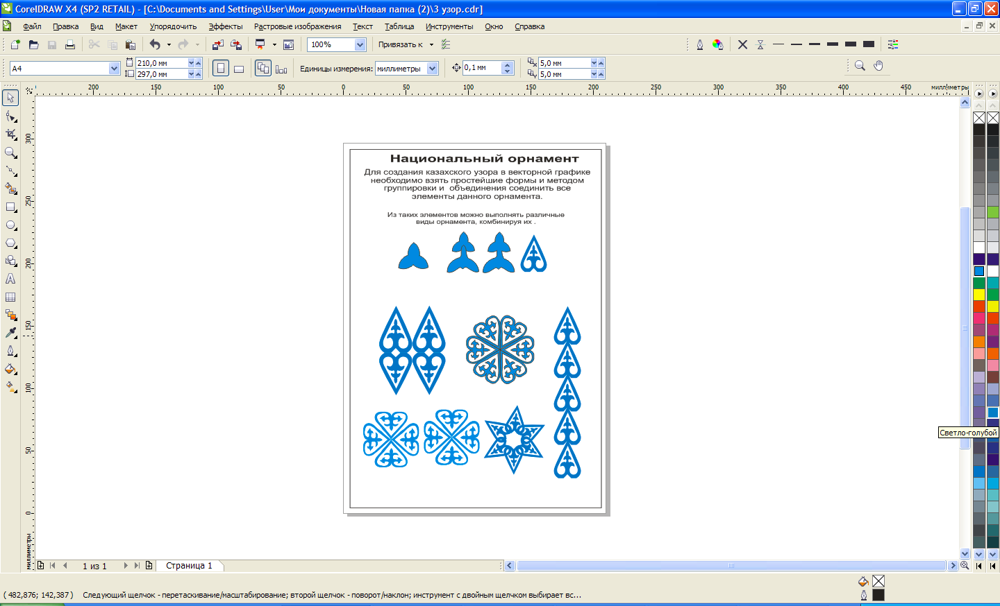 CorelDRAW X4 (SP2 RETAIL) - [C:\Documents and Settings\User\Мои документы\Новая папка (2)\3 узор.cdr]
Файл Правка Вид Макет Упорядочить Эффекты Растровые изображения Текст Таблица Инструменты Окно Справка
100% Привязать к
A4 210,0 мм 297,0 мм Единицы измерения: миллиметры 0,1 мм 5,0 мм 5,0 мм
200 150 100 50 0 50 100 150 200 250 300 350 400 450 миллиметры
300
250
200
150
100
50
0
миллиметры
Национальный орнамент
Для создания казахского узора в векторной графике
необходимо взять простейшие формы и методом
группировки и объединения соединить все
элементы данного орнамента.
Из таких элементов можно выполнять различные
виды орнамента, комбинируя их .
Светло-голубой
1 из 1 Страница 1
( 482,876; 142,387 ) Следующий щелчок - перетаскивание/масштабирование; второй щелчок - поворот/наклон; инструмент с двойным щелчком выбирает вс...